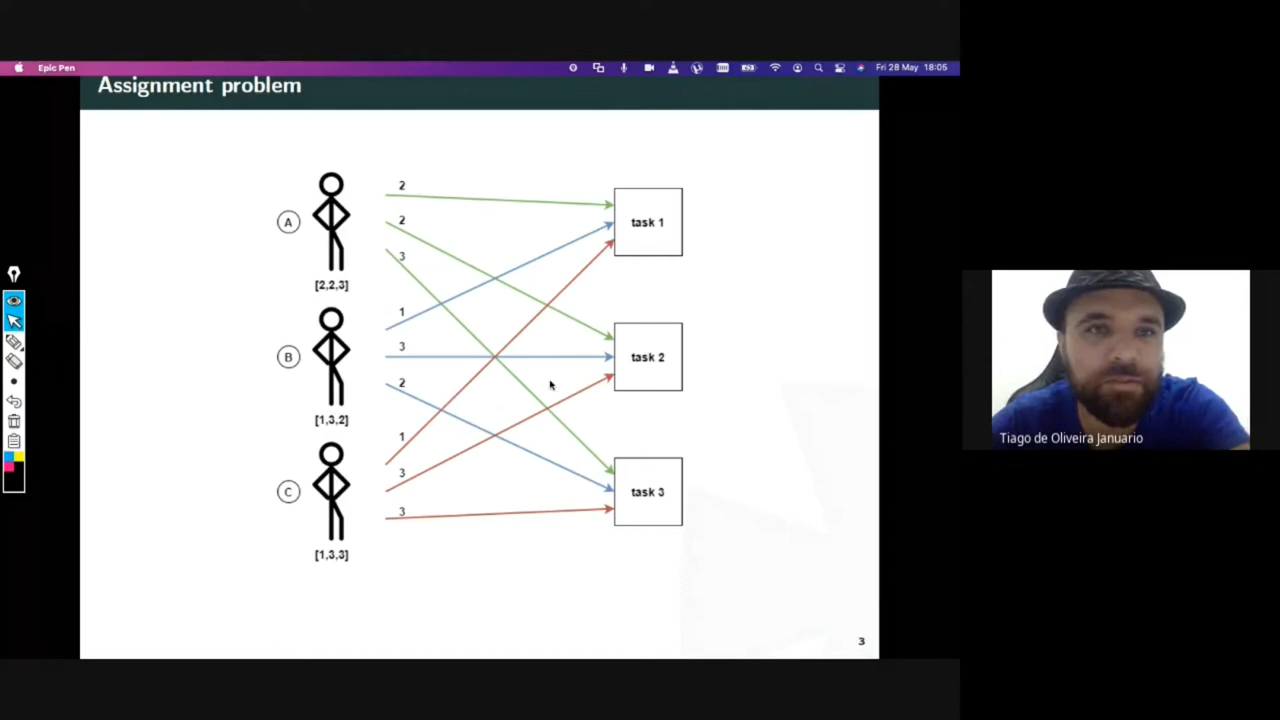 Epic Pen
Fri 28 May 18:05
Assignment problem
2
2
3
A
[2,2,3]
task 1
1
3
2
B
[1,3,2]
task 2
1
3
3
C
[1,3,3]
task 3
3
Tiago de Oliveira Januario